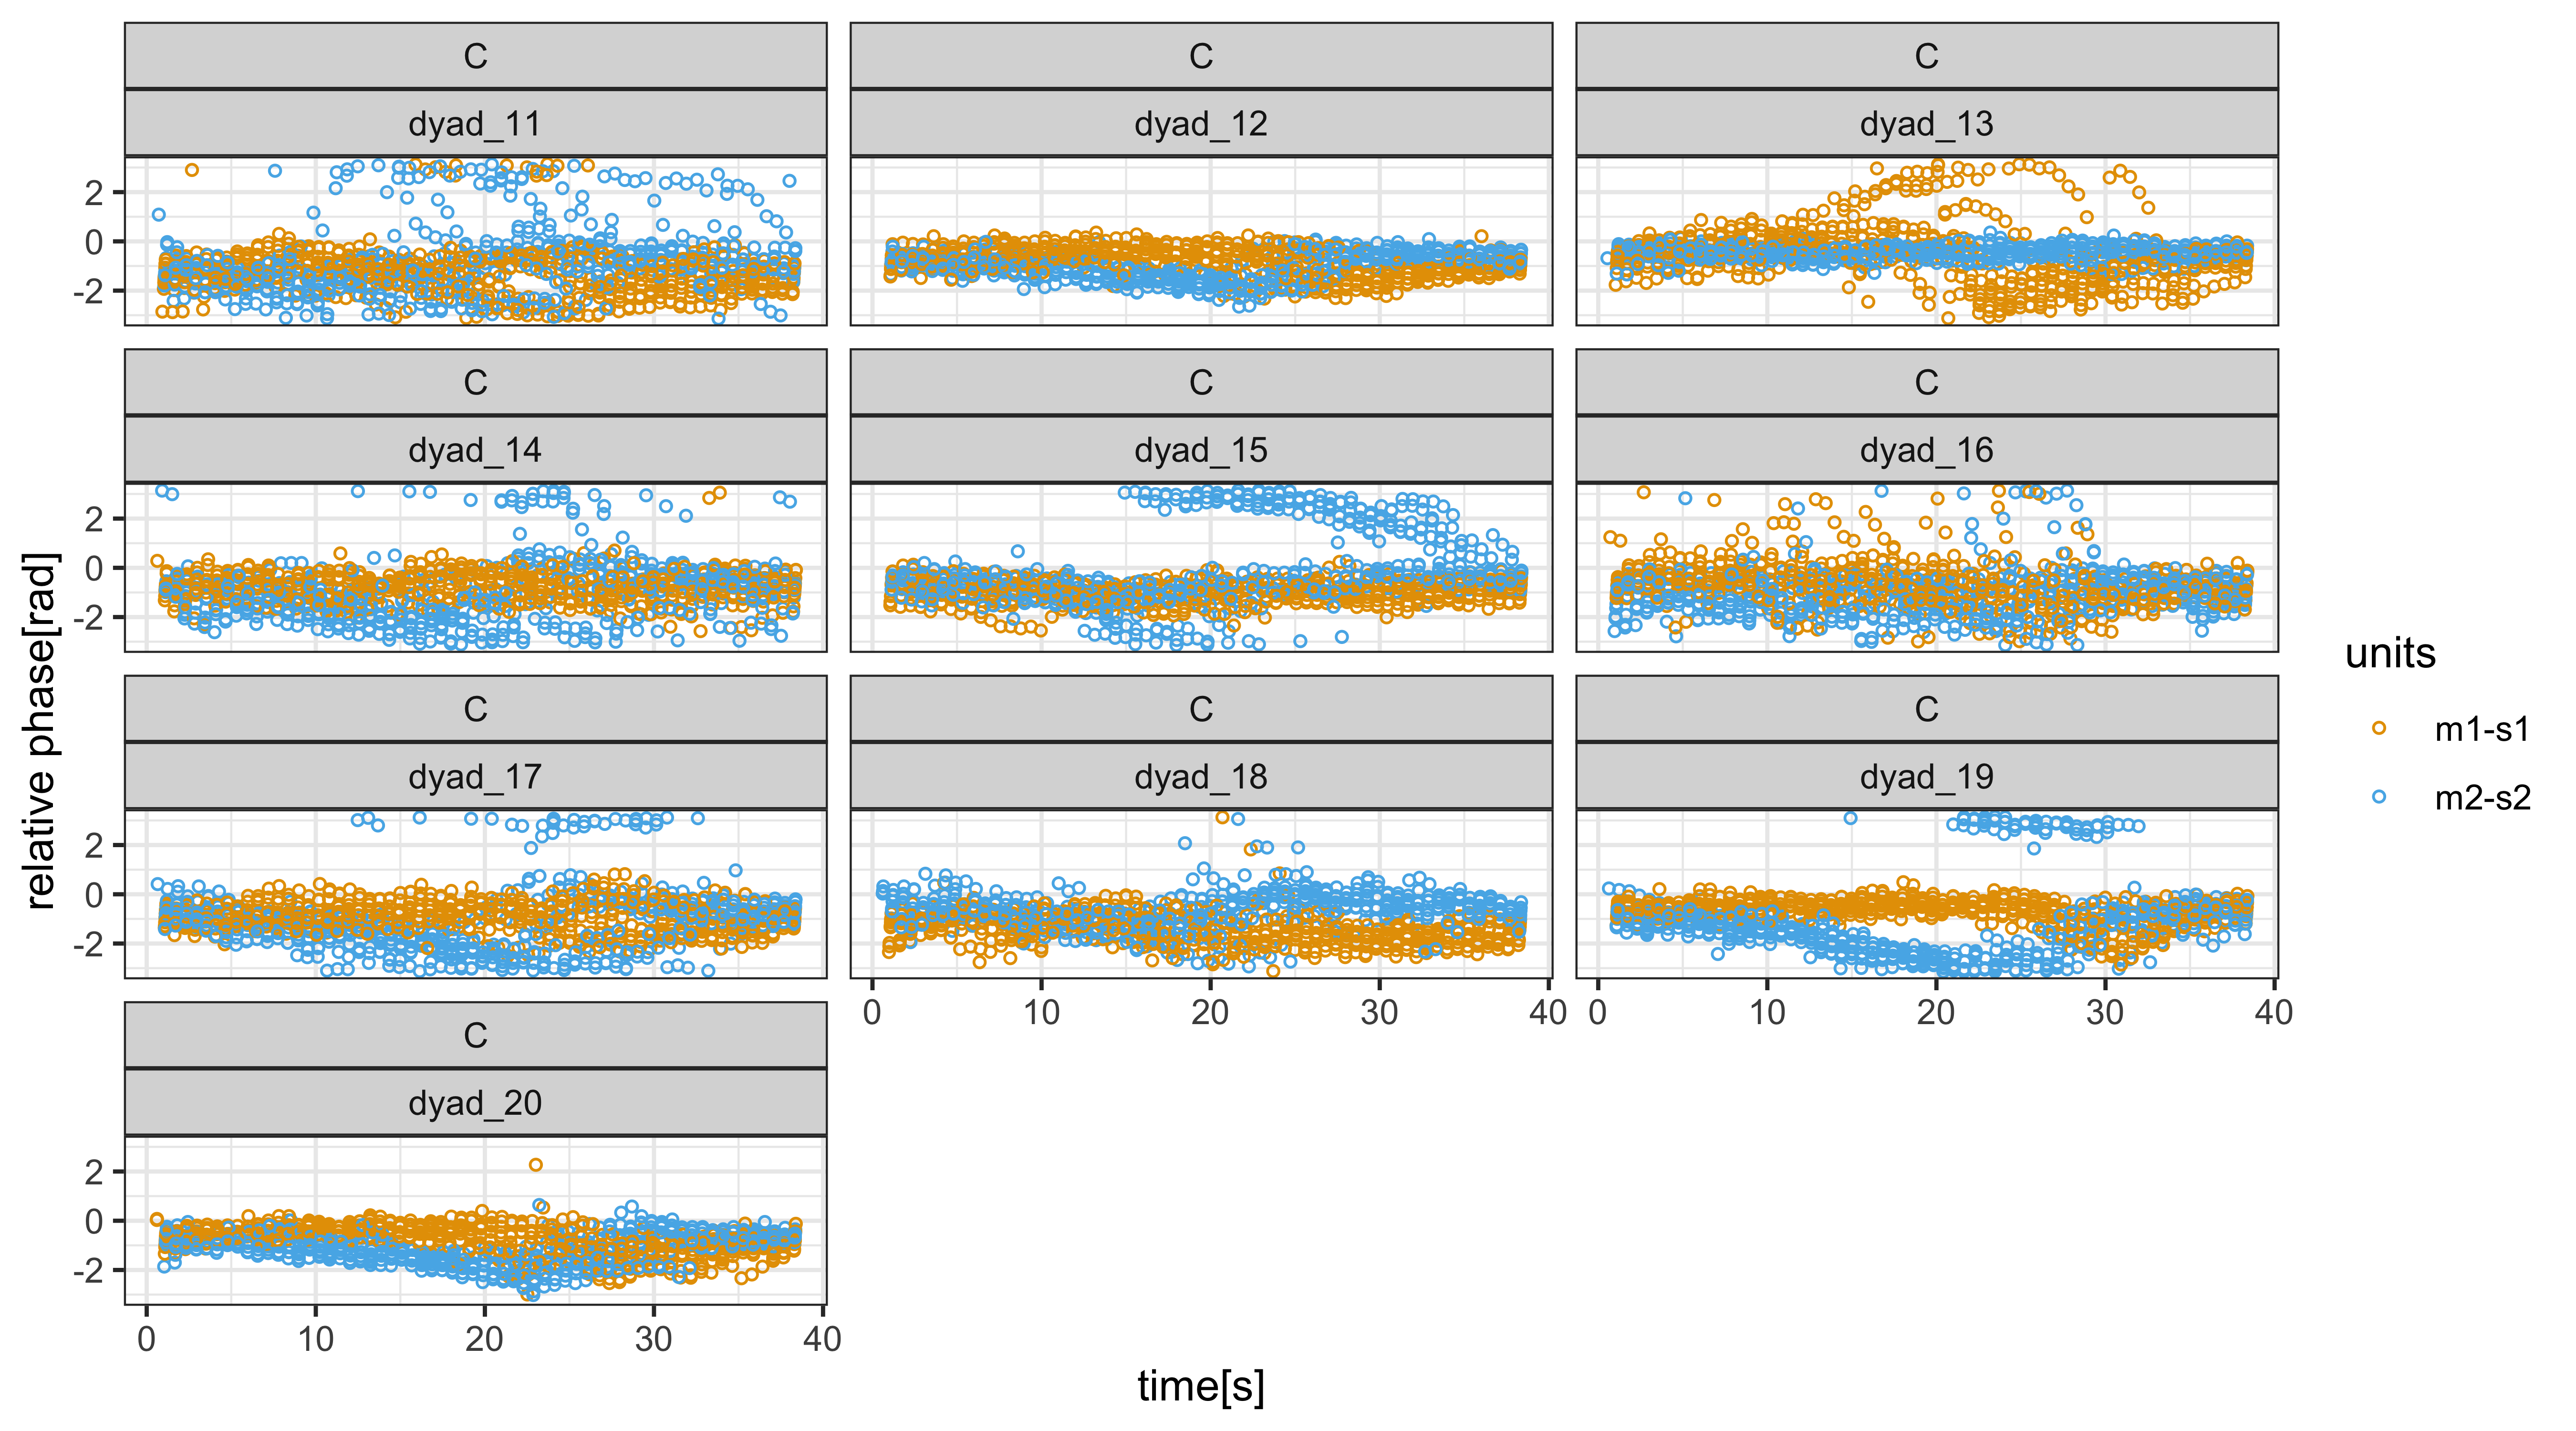 C
C
C
dyad_11
dyad_12
dyad_13
2
0
-2
C
C
C
dyad_14
dyad_15
dyad_16
2
0
-2
C
C
C
dyad_17
dyad_18
dyad_19
2
0
-2
0
10
20
30
40
0
10
20
30
40
C
dyad_20
2
0
-2
0
10
20
30
40
time[s]
relative phase[rad]
units
m1-s1
m2-s2